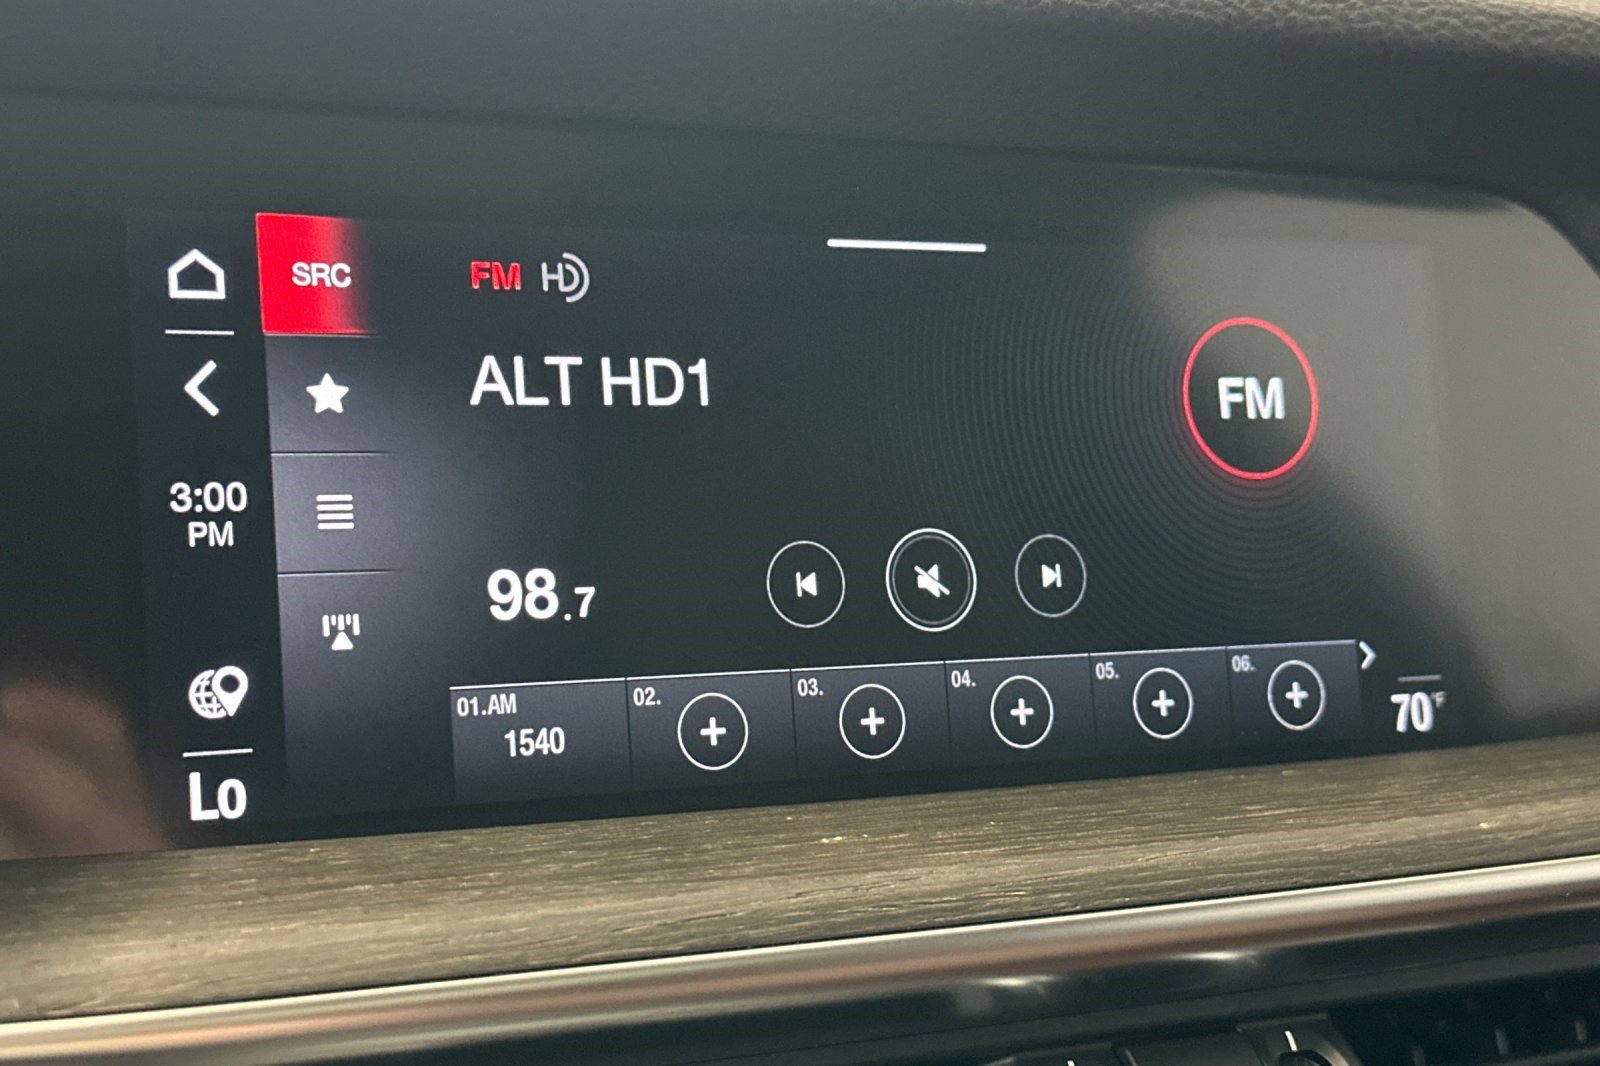 SRC
FM HD
ALT HD1
FM
3:00
PM
98.7
01.AM
1540
02.
03.
04.
05.
06.
70°F
LO